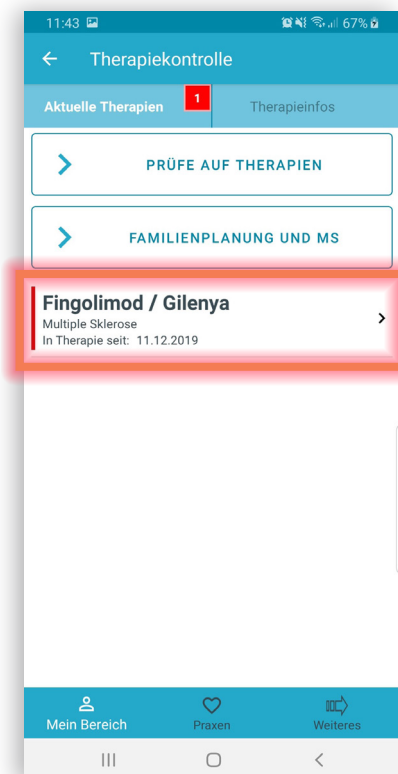 11:43 67%
Therapiekontrolle
Aktuelle Therapien 1 Therapieinfos
PRÜFE AUF THERAPIEN
FAMILIENPLANUNG UND MS
Fingolimod / Gilenya
Multiple Sklerose
In Therapie seit: 11.12.2019
Mein Bereich Praxen Weiteres